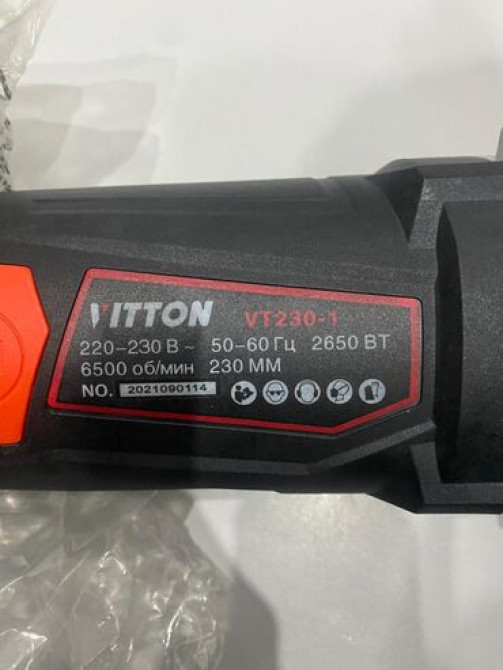 VITTON VT230-1
220-230 В ~ 50-60 Гц 2650 ВТ
6500 об/мин 230 ММ
NO. 2021090114